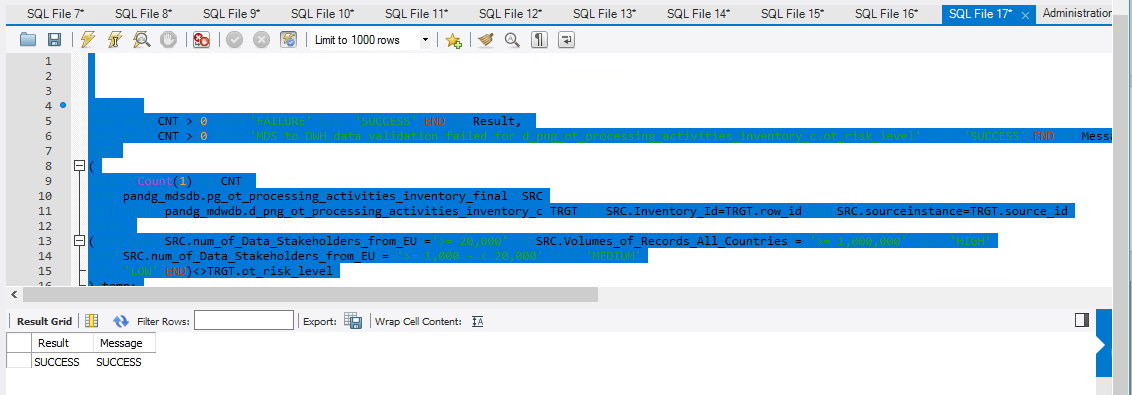 SQL File 7* SQL File 8* SQL File 9* SQL File 10* SQL File 11* SQL File 12* SQL File 13* SQL File 14* SQL File 15* SQL File 16* SQL File 17* × Administration
Limit to 1000 rows
1
2
3
4
5 CNT > 0 'FAILURE' 'SUCCESS' END Result,
6 CNT > 0 'MDS to DWH data validation failed for d_png_ot_processing_activities_inventory_c.ot_risk_level' 'SUCCESS' END Messa
7
8 (
9 Count(1) CNT
10 pandg_mdsdb.pg_ot_processing_activities_inventory_final SRC
11 pandg_mdwdb.d_png_ot_processing_activities_inventory_c TRGT SRC.Inventory_Id=TRGT.row_id SRC.sourceinstance=TRGT.source_id
12
13 ( SRC.num_of_Data_Stakeholders_from_EU ='>= 20,000' SRC.Volumes_of_Records_All_Countries = '>= 1,000,000' 'HIGH'
14 SRC.num_of_Data_Stakeholders_from_EU = '>= 1,000 - < 20,000' 'MEDIUM'
15 'LOW' END)<>TRGT.ot_risk_level
16 ) temp;
Result Grid Filter Rows: Export: Wrap Cell Content: IA
Result Message
SUCCESS SUCCESS